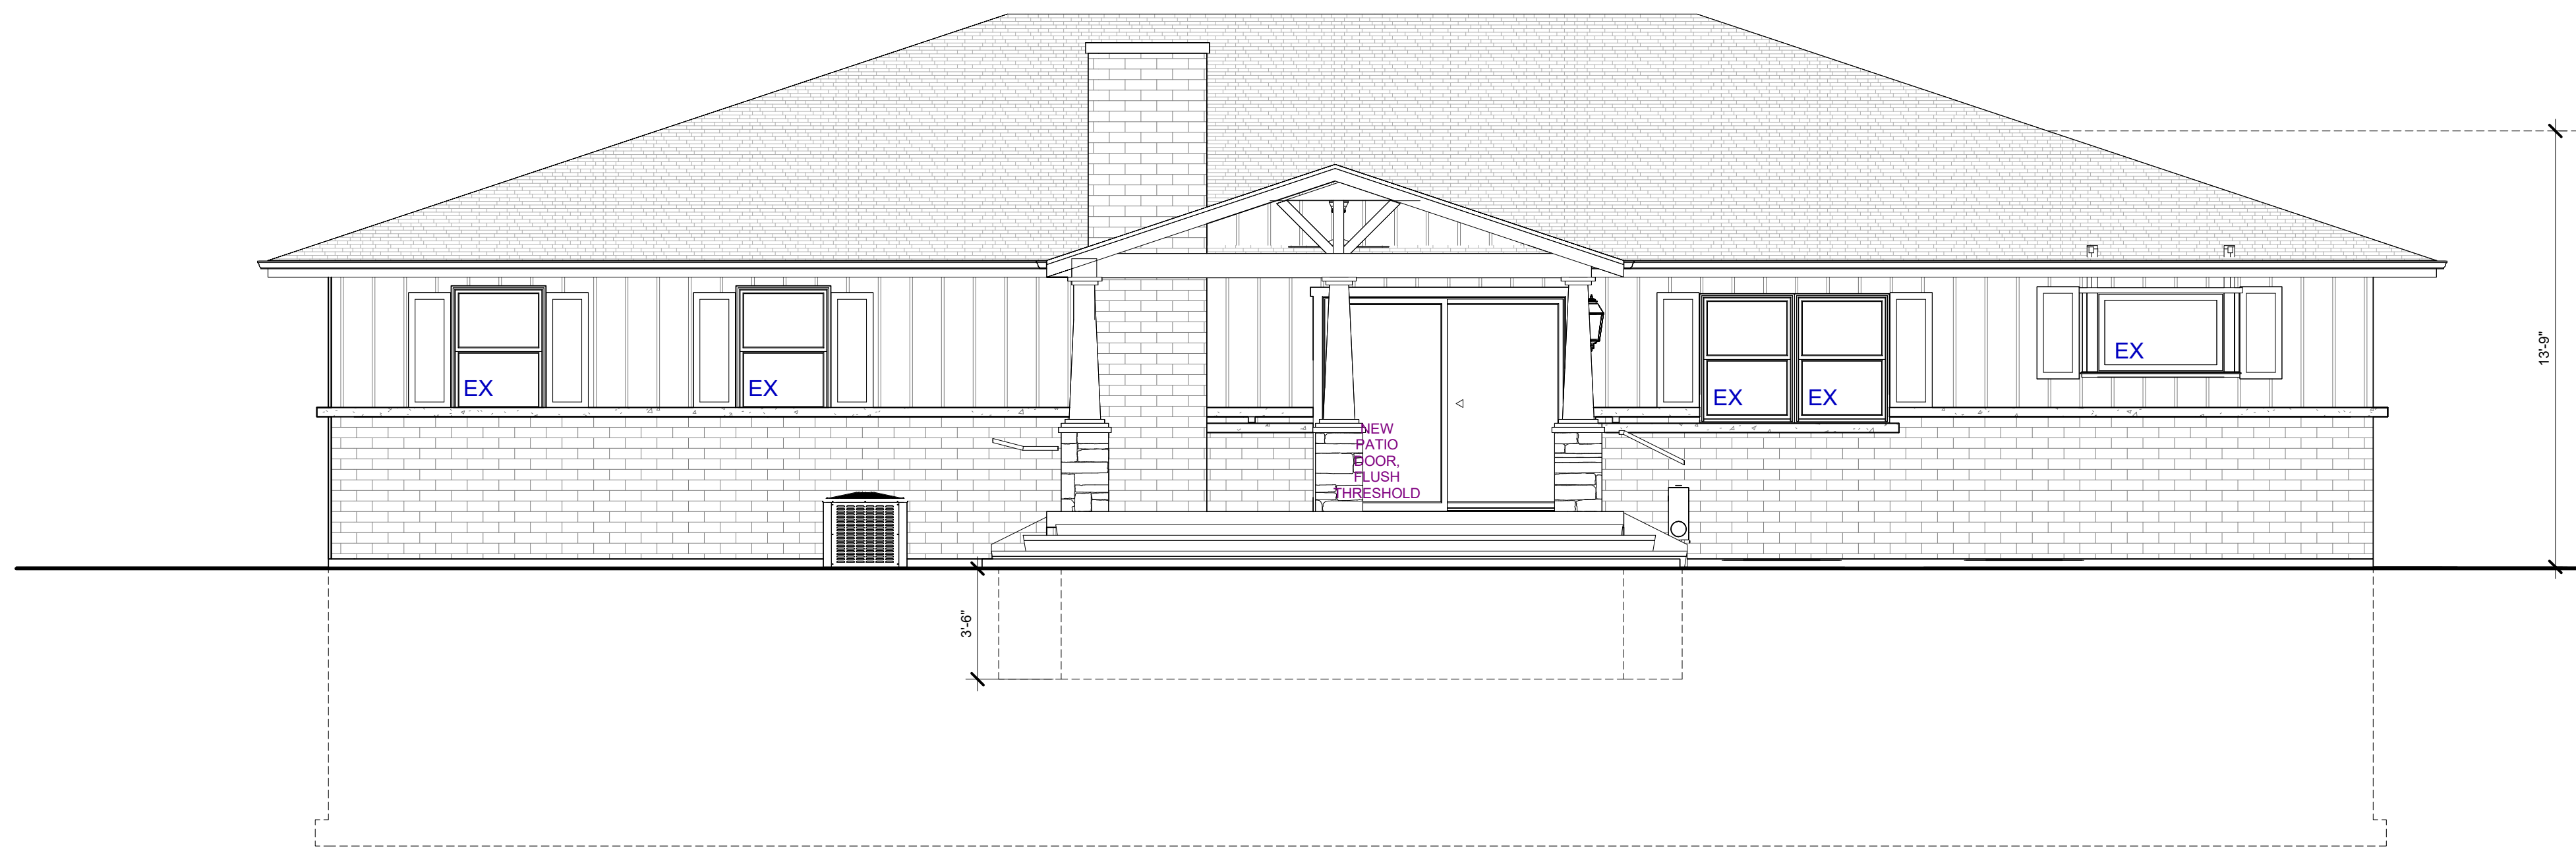 13'-9"
EX
EX
EX
EX
EX
NEW
PATIO
DOOR,
FLUSH
THRESHOLD
3'-6"